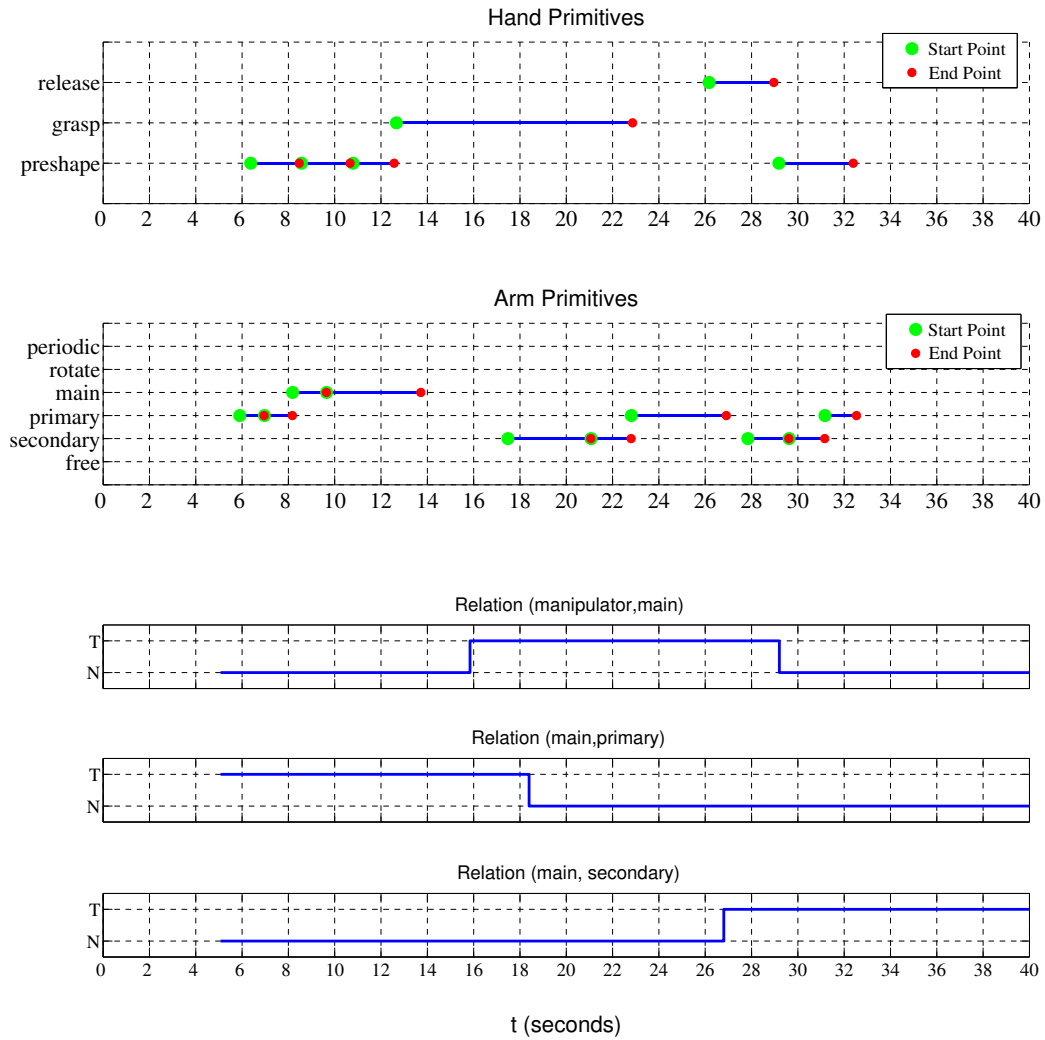 Hand Primitives
Start Point
End Point
release
grasp
preshape
0 2 4 6 8 10 12 14 16 18 20 22 24 26 28 30 32 34 36 38 40
Arm Primitives
Start Point
End Point
periodic
rotate
main
primary
secondary
free
0 2 4 6 8 10 12 14 16 18 20 22 24 26 28 30 32 34 36 38 40
Relation (manipulator,main)
T
N
Relation (main,primary)
T
N
Relation (main, secondary)
T
N
0 2 4 6 8 10 12 14 16 18 20 22 24 26 28 30 32 34 36 38 40
t (seconds)